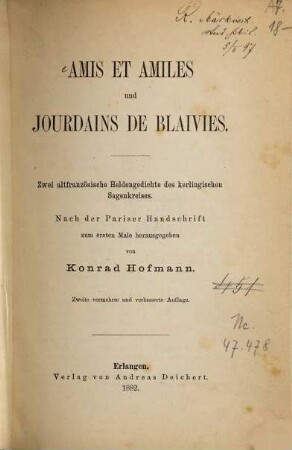 18—
AMIS ET AMILES
und
JOURDAINS DE BLAIVIES.
Zwei altfranzösische Heldengedichte des kerlingischen
Sagenkreises.
Nach der Pariser Handschrift
zum ersten Male herausgegeben
von
Konrad Hofmann.
Zweite vermehrte und verbesserte Auflage.
451
Nc.
47.478
Erlangen.
Verlag von Andreas Deichert.
1882.